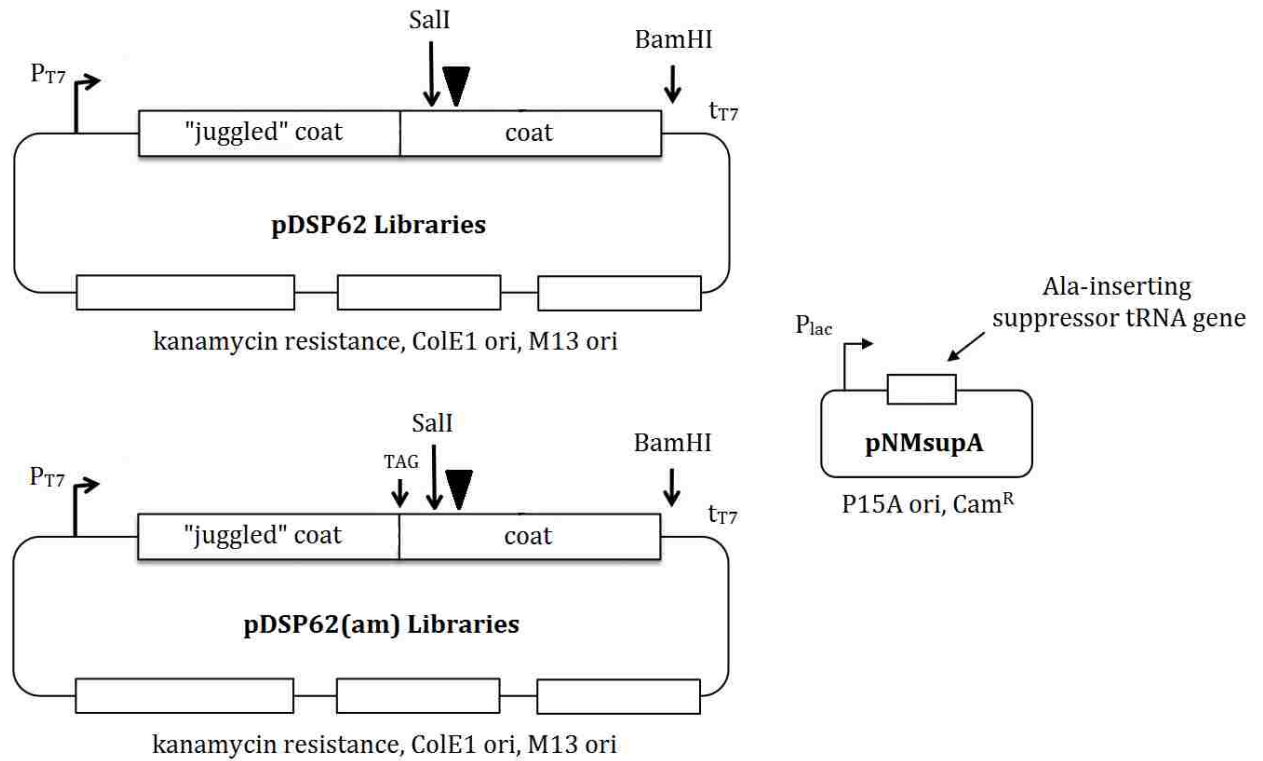 SalI
BamHI
PT7
tT7
"juggled" coat
coat
pDSP62 Libraries
kanamycin resistance, ColE1 ori, M13 ori
Ala-inserting
suppressor tRNA gene
Plac
pNMsupA
P15A ori, CamR
SalI
BamHI
TAG
PT7
tT7
"juggled" coat
coat
pDSP62(am) Libraries
kanamycin resistance, ColE1 ori, M13 ori